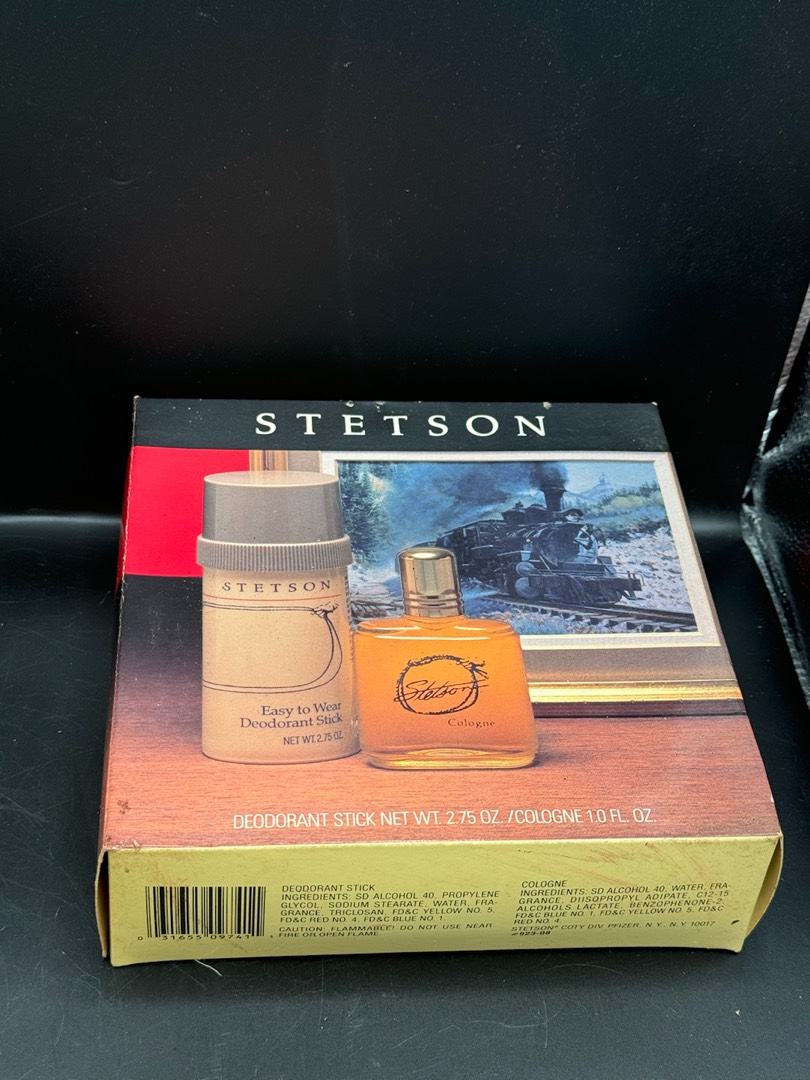 STETSON
STETSON
Easy to Wear
Deodorant Stick
NET WT. 2.75 OZ.
Stetson
Cologne
DEODORANT STICK NET WT. 2.75 OZ. / COLOGNE 1.0 FL. OZ.
0 31655 09741
DEODORANT STICK
INGREDIENTS: SD ALCOHOL 40, PROPYLENE
GLYCOL, SODIUM STEARATE, WATER, FRA-
GRANCE, TRICLOSAN, FD&C YELLOW NO. 5,
FD&C RED NO. 4, FD&C BLUE NO. 1.
CAUTION: FLAMMABLE! DO NOT USE NEAR
FIRE OR OPEN FLAME
COLOGNE
INGREDIENTS: SD ALCOHOL 40, WATER, FRA-
GRANCE, DIISOPROPYL ADIPATE, C12-15
ALCOHOLS LACTATE, BENZOPHENONE-2,
FD&C BLUE NO. 1, FD&C YELLOW NO. 5, FD&C
RED NO. 4
STETSON® COTY DIV. PFIZER, N.Y., N.Y. 10017
#923-88